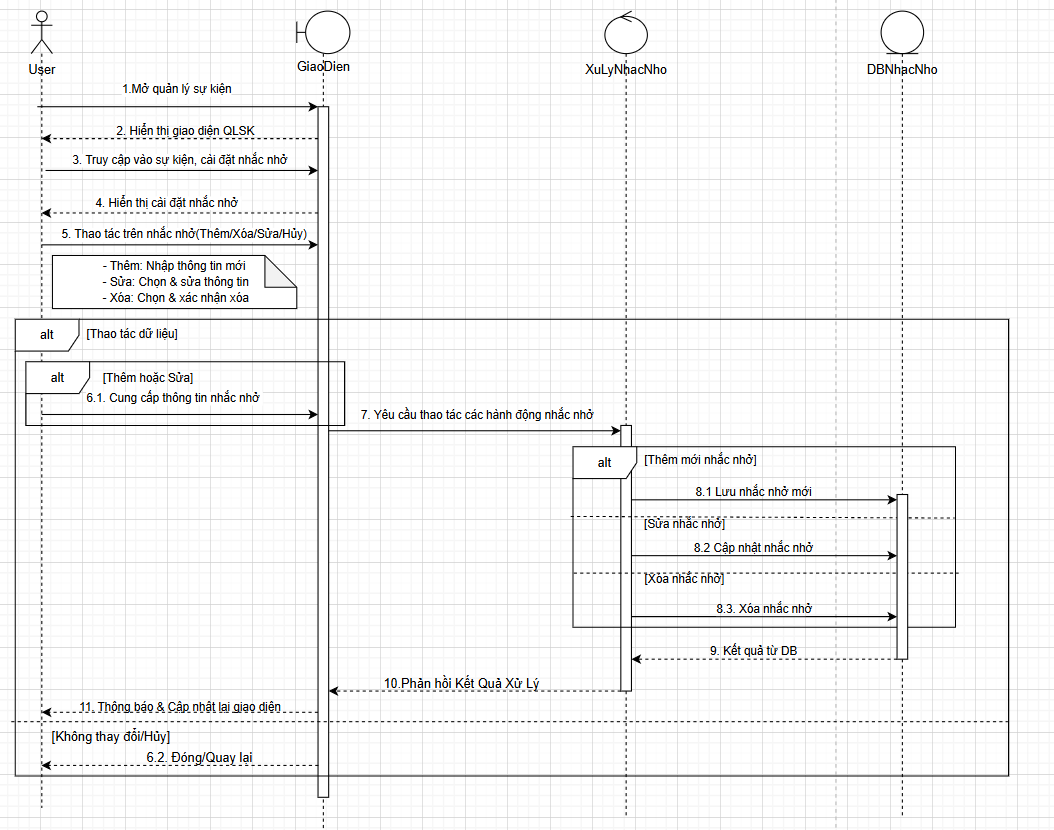 User
GiaoDien
XuLyNhacNho
DBNhacNho
1.Mở quản lý sự kiện
2. Hiển thị giao diện QLSK
3. Truy cập vào sự kiện, cài đặt nhắc nhở
4. Hiển thị cài đặt nhắc nhở
5. Thao tác trên nhắc nhở(Thêm/Xóa/Sửa/Hủy)
- Thêm: Nhập thông tin mới
- Sửa: Chọn & sửa thông tin
- Xóa: Chọn & xác nhận xóa
alt
[Thao tác dữ liệu]
alt
[Thêm hoặc Sửa]
6.1. Cung cấp thông tin nhắc nhở
7. Yêu cầu thao tác các hành động nhắc nhở
alt
[Thêm mới nhắc nhở]
8.1 Lưu nhắc nhở mới
[Sửa nhắc nhở]
8.2 Cập nhật nhắc nhở
[Xóa nhắc nhở]
8.3. Xóa nhắc nhở
9. Kết quả từ DB
10.Phản hồi Kết Quả Xử Lý
11. Thông báo & Cập nhật lại giao diện
[Không thay đổi/Hủy]
6.2. Đóng/Quay lại